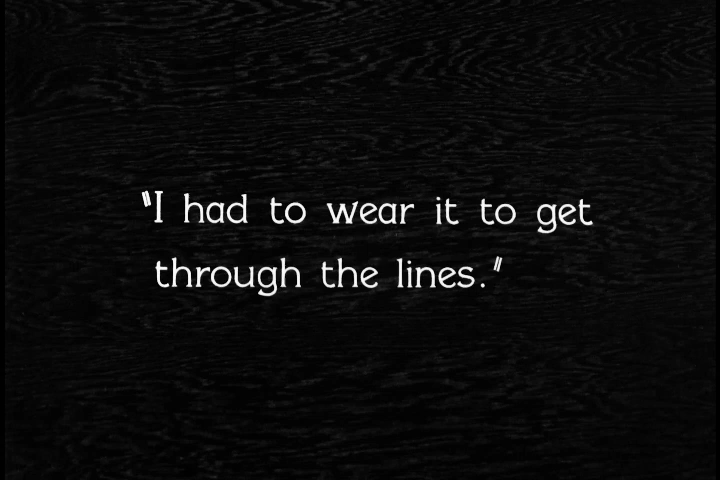 "I had to wear it to get
through the lines."